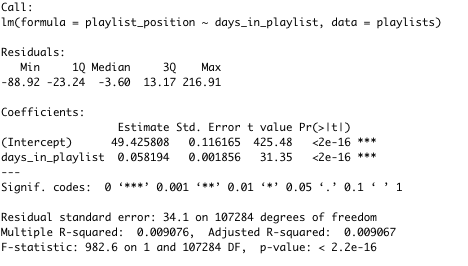 Call:
lm(formula = playlist_position ~ days_in_playlist, data = playlists)
Residuals:
Min 1Q Median 3Q Max
-88.92 -23.24 -3.60 13.17 216.91
Coefficients:
Estimate Std. Error t value Pr(>|t|)
(Intercept) 49.425808 0.116165 425.48 <2e-16 ***
days_in_playlist 0.058194 0.001856 31.35 <2e-16 ***
---
Signif. codes: 0 ‘***’ 0.001 ‘**’ 0.01 ‘*’ 0.05 ‘.’ 0.1 ‘ ’ 1
Residual standard error: 34.1 on 107284 degrees of freedom
Multiple R-squared: 0.009076, Adjusted R-squared: 0.009067
F-statistic: 982.6 on 1 and 107284 DF, p-value: < 2.2e-16